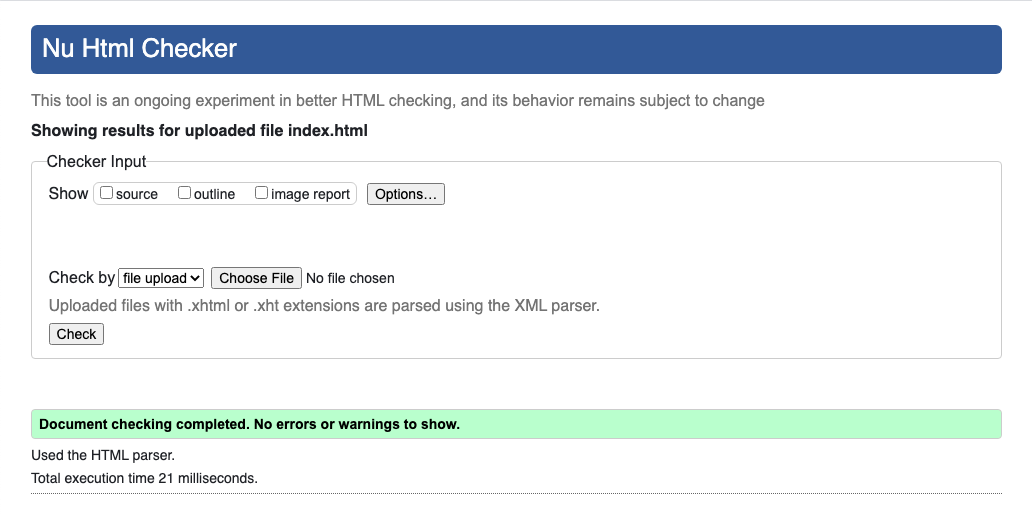 Nu Html Checker
This tool is an ongoing experiment in better HTML checking, and its behavior remains subject to change
Showing results for uploaded file index.html
Checker Input
Show source outline image report Options...
Check by file upload Choose File No file chosen
Uploaded files with .xhtml or .xht extensions are parsed using the XML parser.
Check
Document checking completed. No errors or warnings to show.
Used the HTML parser.
Total execution time 21 milliseconds.